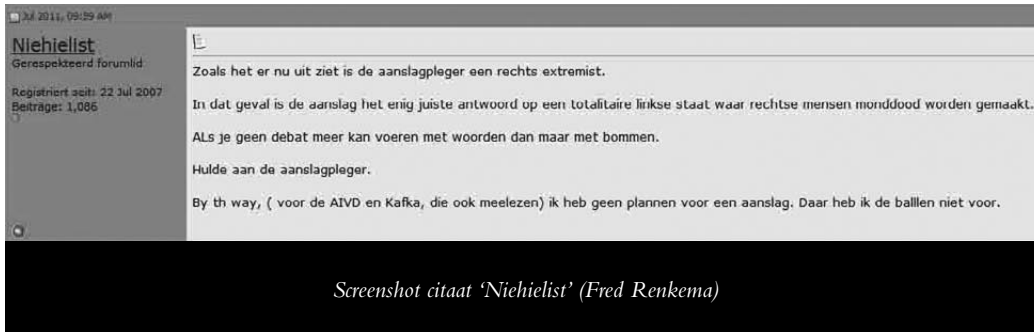 Jul 2011, 09:59 AM
Niehielist
Gerespekteerd forumlid
Registriert seit: 22 Jul 2007
Beiträge: 1,086
Zoals het er nu uit ziet is de aanslagpleger een rechts extremist.
In dat geval is de aanslag het enig juiste antwoord op een totalitaire linkse staat waar rechtse mensen monddood worden gemaakt.
ALs je geen debat meer kan voeren met woorden dan maar met bommen.
Hulde aan de aanslagpleger.
By th way, ( voor de AIVD en Kafka, die ook meelezen) ik heb geen plannen voor een aanslag. Daar heb ik de balllen niet voor.
Screenshot citaat ‘Niehielist’ (Fred Renkema)